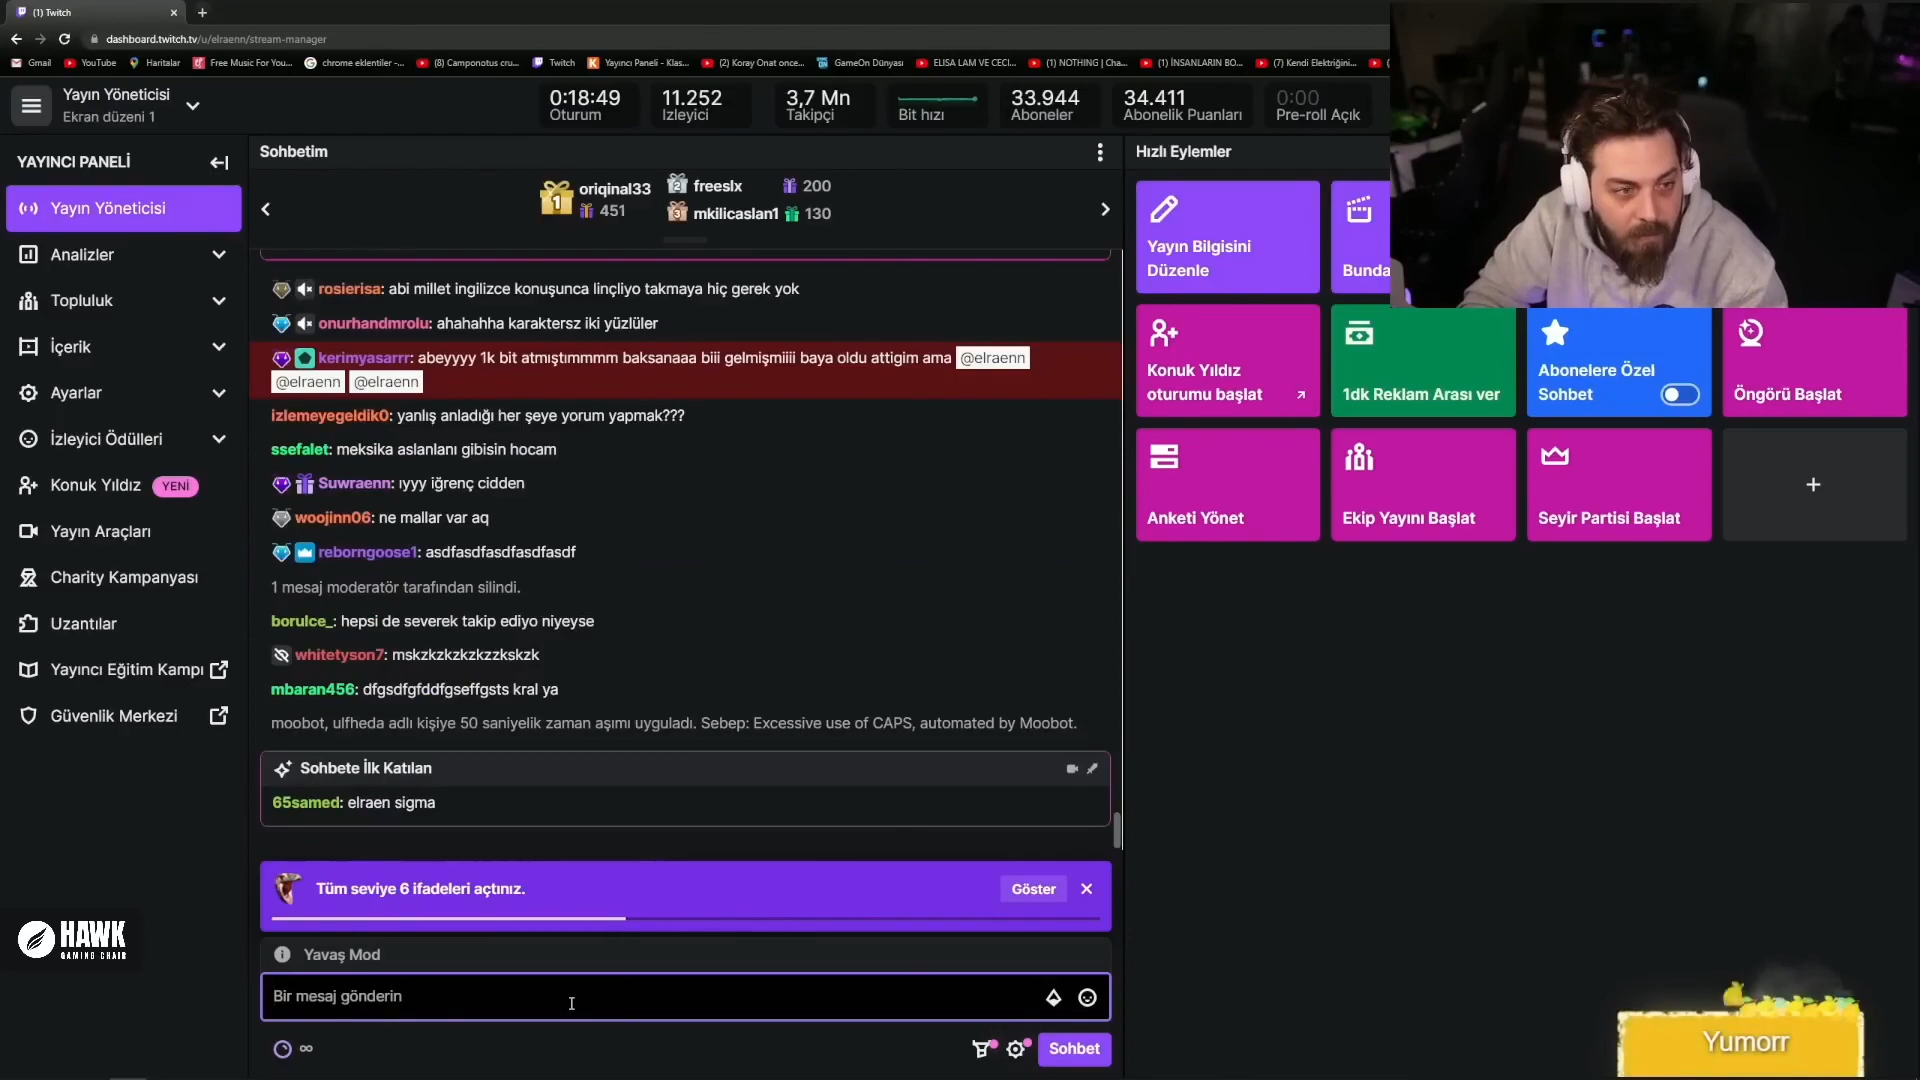 (1) Twitch
dashboard.twitch.tv/u/elraenn/stream-manager
Gmail
YouTube
Haritalar
Free Music For You...
chrome eklentiler -...
(8) Camponotus cru...
Twitch
Yayıncı Paneli - Klas...
(2) Koray Onat once...
GameOn Dünyası
ELISA LAM VE CECI...
(1) NOTHING | Cha...
(1) İNSANLARIN BO...
(7) Kendi Elektriğini...
Yayın Yöneticisi
Ekran düzeni 1
0:18:49
Oturum
11.252
İzleyici
3,7 Mn
Takipçi
Bit hızı
33.944
Aboneler
34.411
Abonelik Puanları
0:00
Pre-roll Açık
YAYINCI PANELİ
Yayın Yöneticisi
Analizler
Topluluk
İçerik
Ayarlar
İzleyici Ödülleri
Konuk Yıldız YENİ
Yayın Araçları
Charity Kampanyası
Uzantılar
Yayıncı Eğitim Kampı
Güvenlik Merkezi
HAWK
GAMING CHAIR
Sohbetim
1 oriqinal33
451
2 freeslx 200
3 mkilicaslan1 130
rosierisa: abi millet ingilizce konuşunca linçliyo takmaya hiç gerek yok
onurhandmrolu: ahahahha karaktersz iki yüzlüler
kerimyasarrr: abeyyyy 1k bit atmıştımmmm baksanaaa biii gelmişmiiii baya oldu attigim ama @elraenn
@elraenn @elraenn
izlemeyegeldik0: yanlış anladığı her şeye yorum yapmak???
ssefalet: meksika aslanlanı gibisin hocam
Suwraenn: ıyyy iğrenç cidden
woojinn06: ne mallar var aq
reborngoose1: asdfasdfasdfasdfasdf
1 mesaj moderatör tarafından silindi.
borulce_: hepsi de severek takip ediyo niyeyse
whitetyson7: mskzkzkzkzkzzkskzk
mbaran456: dfgsdfgfddfgseffgsts kral ya
moobot, ulfheda adlı kişiye 50 saniyelik zaman aşımı uyguladı. Sebep: Excessive use of CAPS, automated by Moobot.
Sohbete İlk Katılan
65samed: elraen sigma
Tüm seviye 6 ifadeleri açtınız.
Göster
Yavaş Mod
Bir mesaj gönderin
Sohbet
Hızlı Eylemler
Yayın Bilgisini
Düzenle
Bunda
Konuk Yıldız
oturumu başlat
1dk Reklam Arası ver
Abonelere Özel
Sohbet
Öngörü Başlat
Anketi Yönet
Ekip Yayını Başlat
Seyir Partisi Başlat
Yumorr